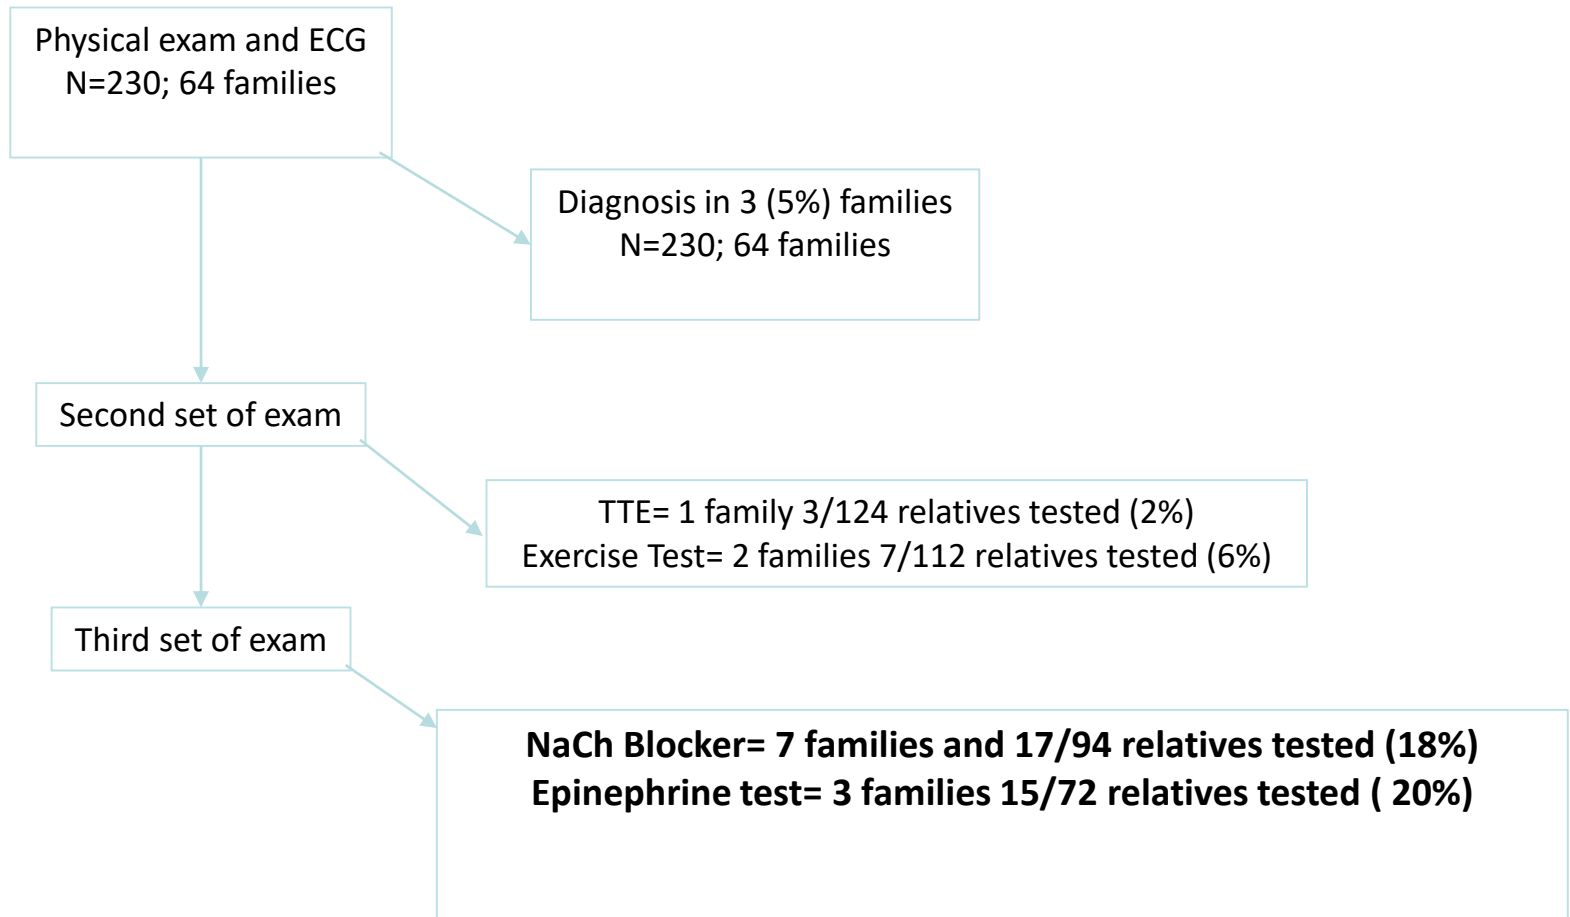 Physical exam and ECG
N=230; 64 families
Diagnosis in 3 (5%) families
N=230; 64 families
Second set of exam
TTE= 1 family 3/124 relatives tested (2%)
Exercise Test= 2 families 7/112 relatives tested (6%)
Third set of exam
NaCh Blocker= 7 families and 17/94 relatives tested (18%)
Epinephrine test= 3 families 15/72 relatives tested ( 20%)